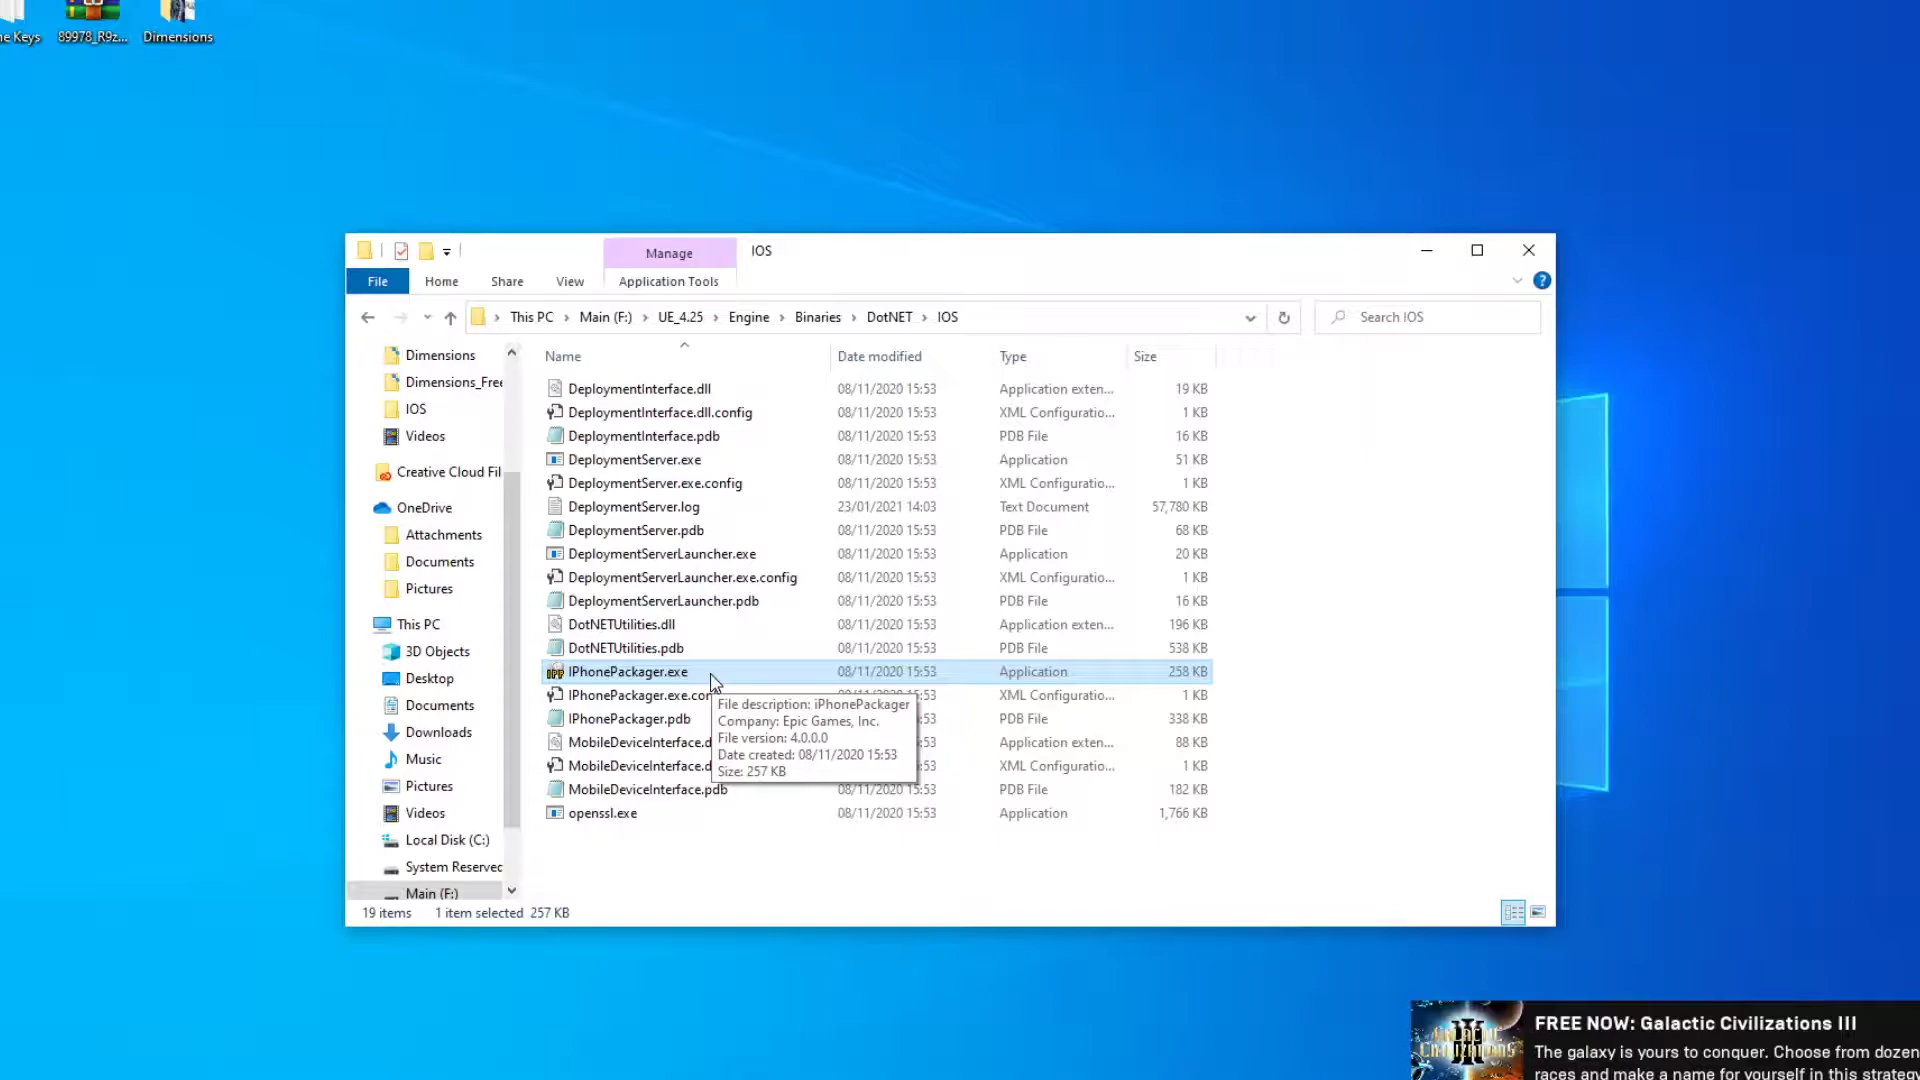 ne Keys
89978_R9z...
Dimensions
Manage
IOS
File
Home
Share
View
Application Tools
This PC
Main (F:)
UE_4.25
Engine
Binaries
DotNET
IOS
Search IOS
Dimensions
Dimensions_Free
IOS
Videos
Creative Cloud Fil
OneDrive
Attachments
Documents
Pictures
This PC
3D Objects
Desktop
Documents
Downloads
Music
Pictures
Videos
Local Disk (C:)
System Reserved
Main (F:)
Name Date modified Type Size
DeploymentInterface.dll 08/11/2020 15:53 Application exten... 19 KB
DeploymentInterface.dll.config 08/11/2020 15:53 XML Configuratio... 1 KB
DeploymentInterface.pdb 08/11/2020 15:53 PDB File 16 KB
DeploymentServer.exe 08/11/2020 15:53 Application 51 KB
DeploymentServer.exe.config 08/11/2020 15:53 XML Configuratio... 1 KB
DeploymentServer.log 23/01/2021 14:03 Text Document 57,780 KB
DeploymentServer.pdb 08/11/2020 15:53 PDB File 68 KB
DeploymentServerLauncher.exe 08/11/2020 15:53 Application 20 KB
DeploymentServerLauncher.exe.config 08/11/2020 15:53 XML Configuratio... 1 KB
DeploymentServerLauncher.pdb 08/11/2020 15:53 PDB File 16 KB
DotNETUtilities.dll 08/11/2020 15:53 Application exten... 196 KB
DotNETUtilities.pdb 08/11/2020 15:53 PDB File 538 KB
IPhonePackager.exe 08/11/2020 15:53 Application 258 KB
IPhonePackager.exe.con XML Configuratio... 1 KB
IPhonePackager.pdb :53 PDB File 338 KB
MobileDeviceInterface.d :53 Application exten... 88 KB
MobileDeviceInterface.d :53 XML Configuratio... 1 KB
MobileDeviceInterface.pdb 08/11/2020 15:53 PDB File 182 KB
openssl.exe 08/11/2020 15:53 Application 1,766 KB
File description: iPhonePackager
Company: Epic Games, Inc.
File version: 4.0.0.0
Date created: 08/11/2020 15:53
Size: 257 KB
19 items 1 item selected 257 KB
GALACTIC
CIVILIZATIONS
III
FREE NOW: Galactic Civilizations III
The galaxy is yours to conquer. Choose from dozen
races and make a name for yourself in this strategy